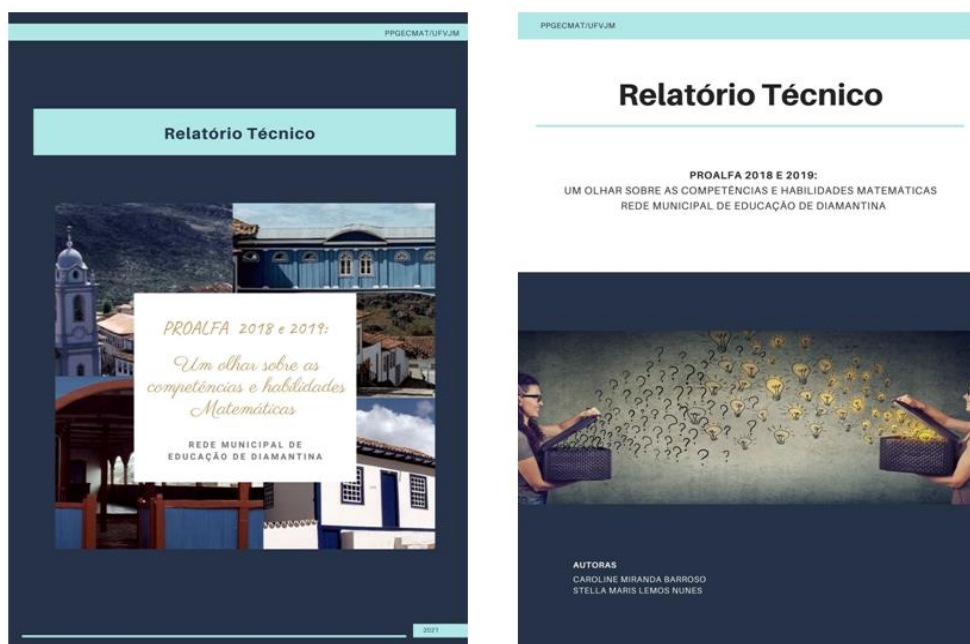 PPGECMAT/UFVJM
Relatório Técnico
PROALFA 2018 e 2019:
Um olhar sobre as
competências e habilidades
Matemáticas
REDE MUNICIPAL DE
EDUCAÇÃO DE DIAMANTINA
2021
PPGECMAT/UFVJM
Relatório Técnico
PROALFA 2018 E 2019:
UM OLHAR SOBRE AS COMPETÊNCIAS E HABILIDADES MATEMÁTICAS
REDE MUNICIPAL DE EDUCAÇÃO DE DIAMANTINA
AUTORAS
CAROLINE MIRANDA BARROSO
STELLA MARIS LEMOS NUNES